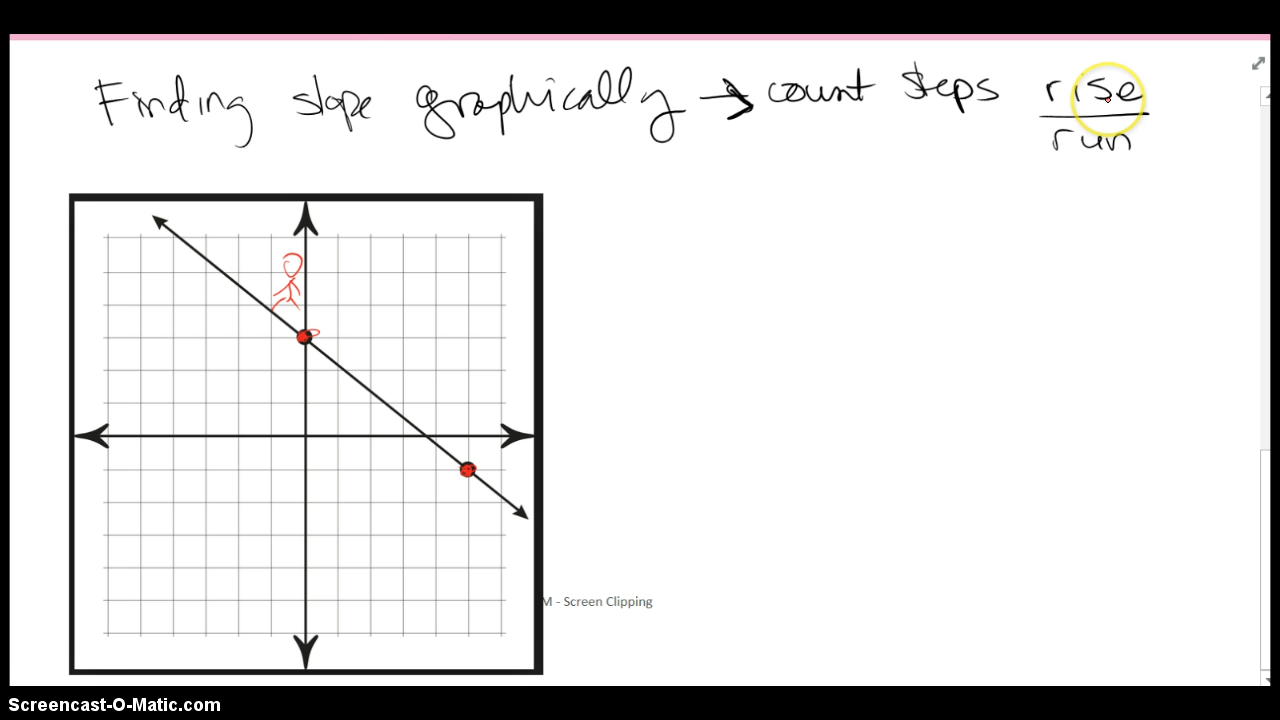 Finding slope graphically → count steps rise
run
M - Screen Clipping
Screencast-O-Matic.com